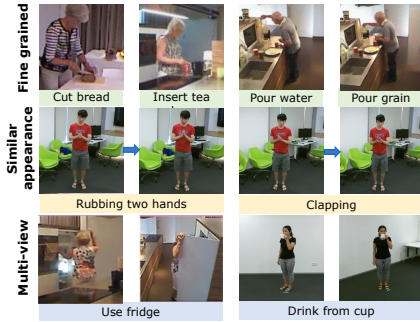 Fine grained
Cut bread
Insert tea
Pour water
Pour grain
Similar
appearance
Rubbing two hands
Clapping
Multi-view
Use fridge
Drink from cup